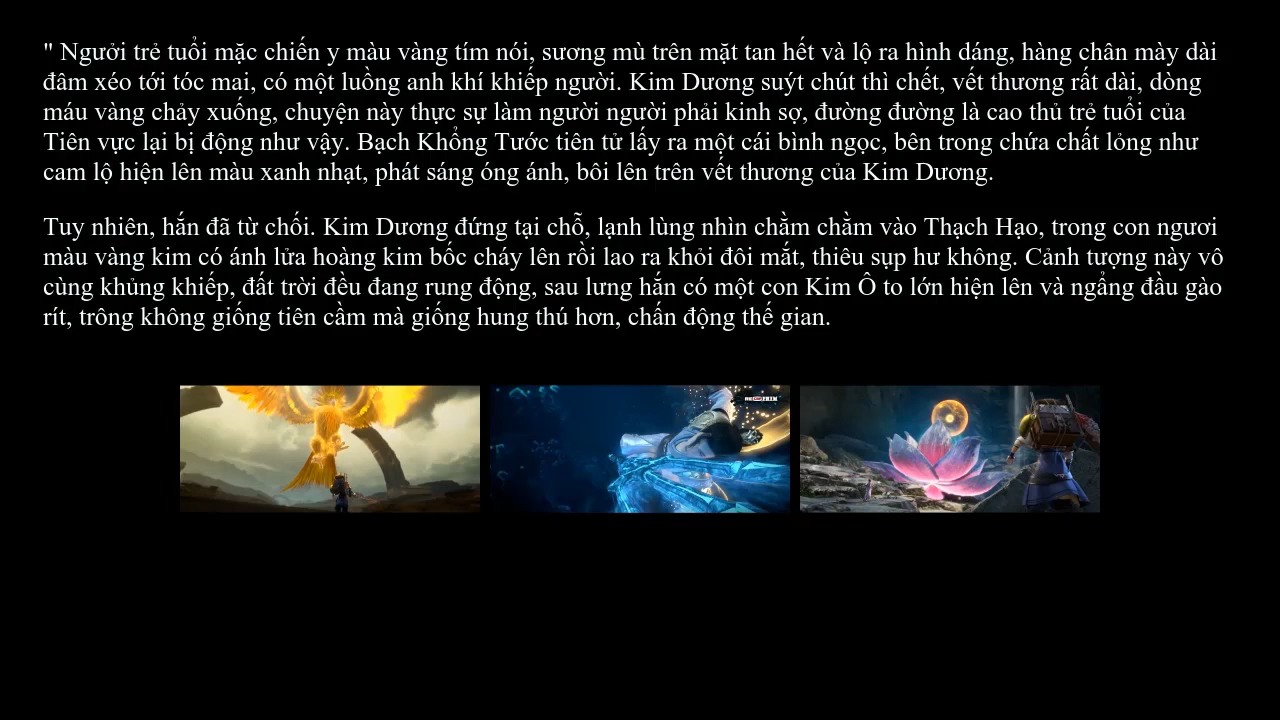 " Người trẻ tuổi mặc chiến y màu vàng tím nói, sương mù trên mặt tan hết và lộ ra hình dáng, hàng chân mày dài
đâm xéo tới tóc mai, có một luồng anh khí khiếp người. Kim Dương suýt chút thì chết, vết thương rất dài, dòng
máu vàng chảy xuống, chuyện này thực sự làm người người phải kinh sợ, đường đường là cao thủ trẻ tuổi của
Tiên vực lại bị động như vậy. Bạch Khổng Tước tiên tử lấy ra một cái bình ngọc, bên trong chứa chất lỏng như
cam lộ hiện lên màu xanh nhạt, phát sáng óng ánh, bôi lên trên vết thương của Kim Dương.
Tuy nhiên, hắn đã từ chối. Kim Dương đứng tại chỗ, lạnh lùng nhìn chằm chằm vào Thạch Hạo, trong con ngươi
màu vàng kim có ánh lửa hoàng kim bốc cháy lên rồi lao ra khỏi đôi mắt, thiêu sụp hư không. Cảnh tượng này vô
cùng khủng khiếp, đất trời đều đang rung động, sau lưng hắn có một con Kim Ô to lớn hiện lên và ngẩng đầu gào
rít, trông không giống tiên cầm mà giống hung thú hơn, chấn động thế gian.